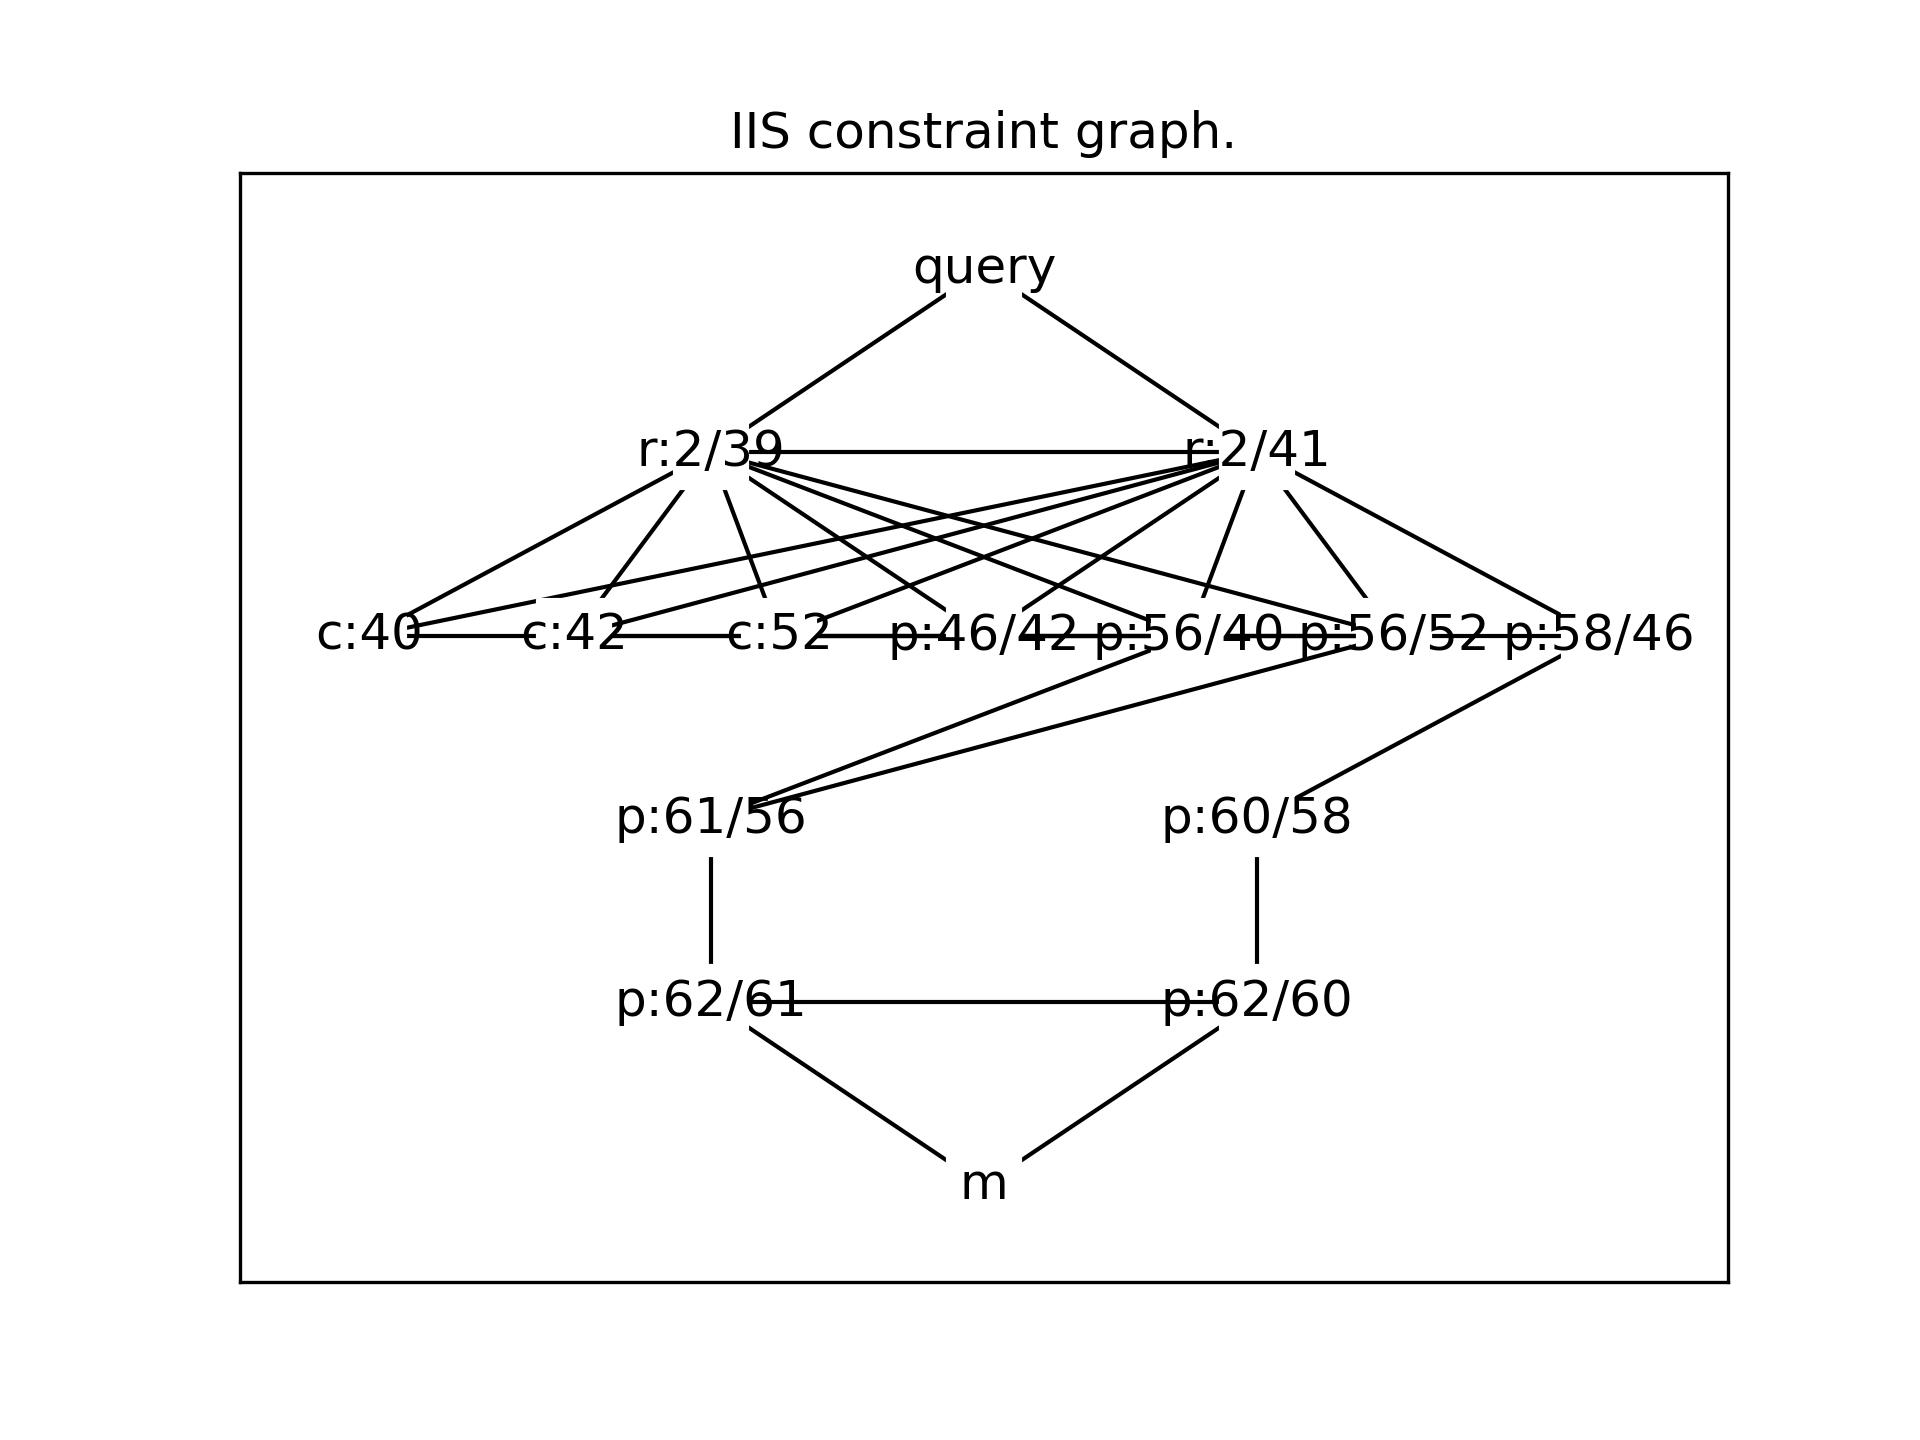 IIS constraint graph.
query
r:2/39 r:2/41
c:40 c:42 c:52 p:46/42 p:56/40 p:56/52 p:58/46
p:61/56 p:60/58
p:62/61 p:62/60
m